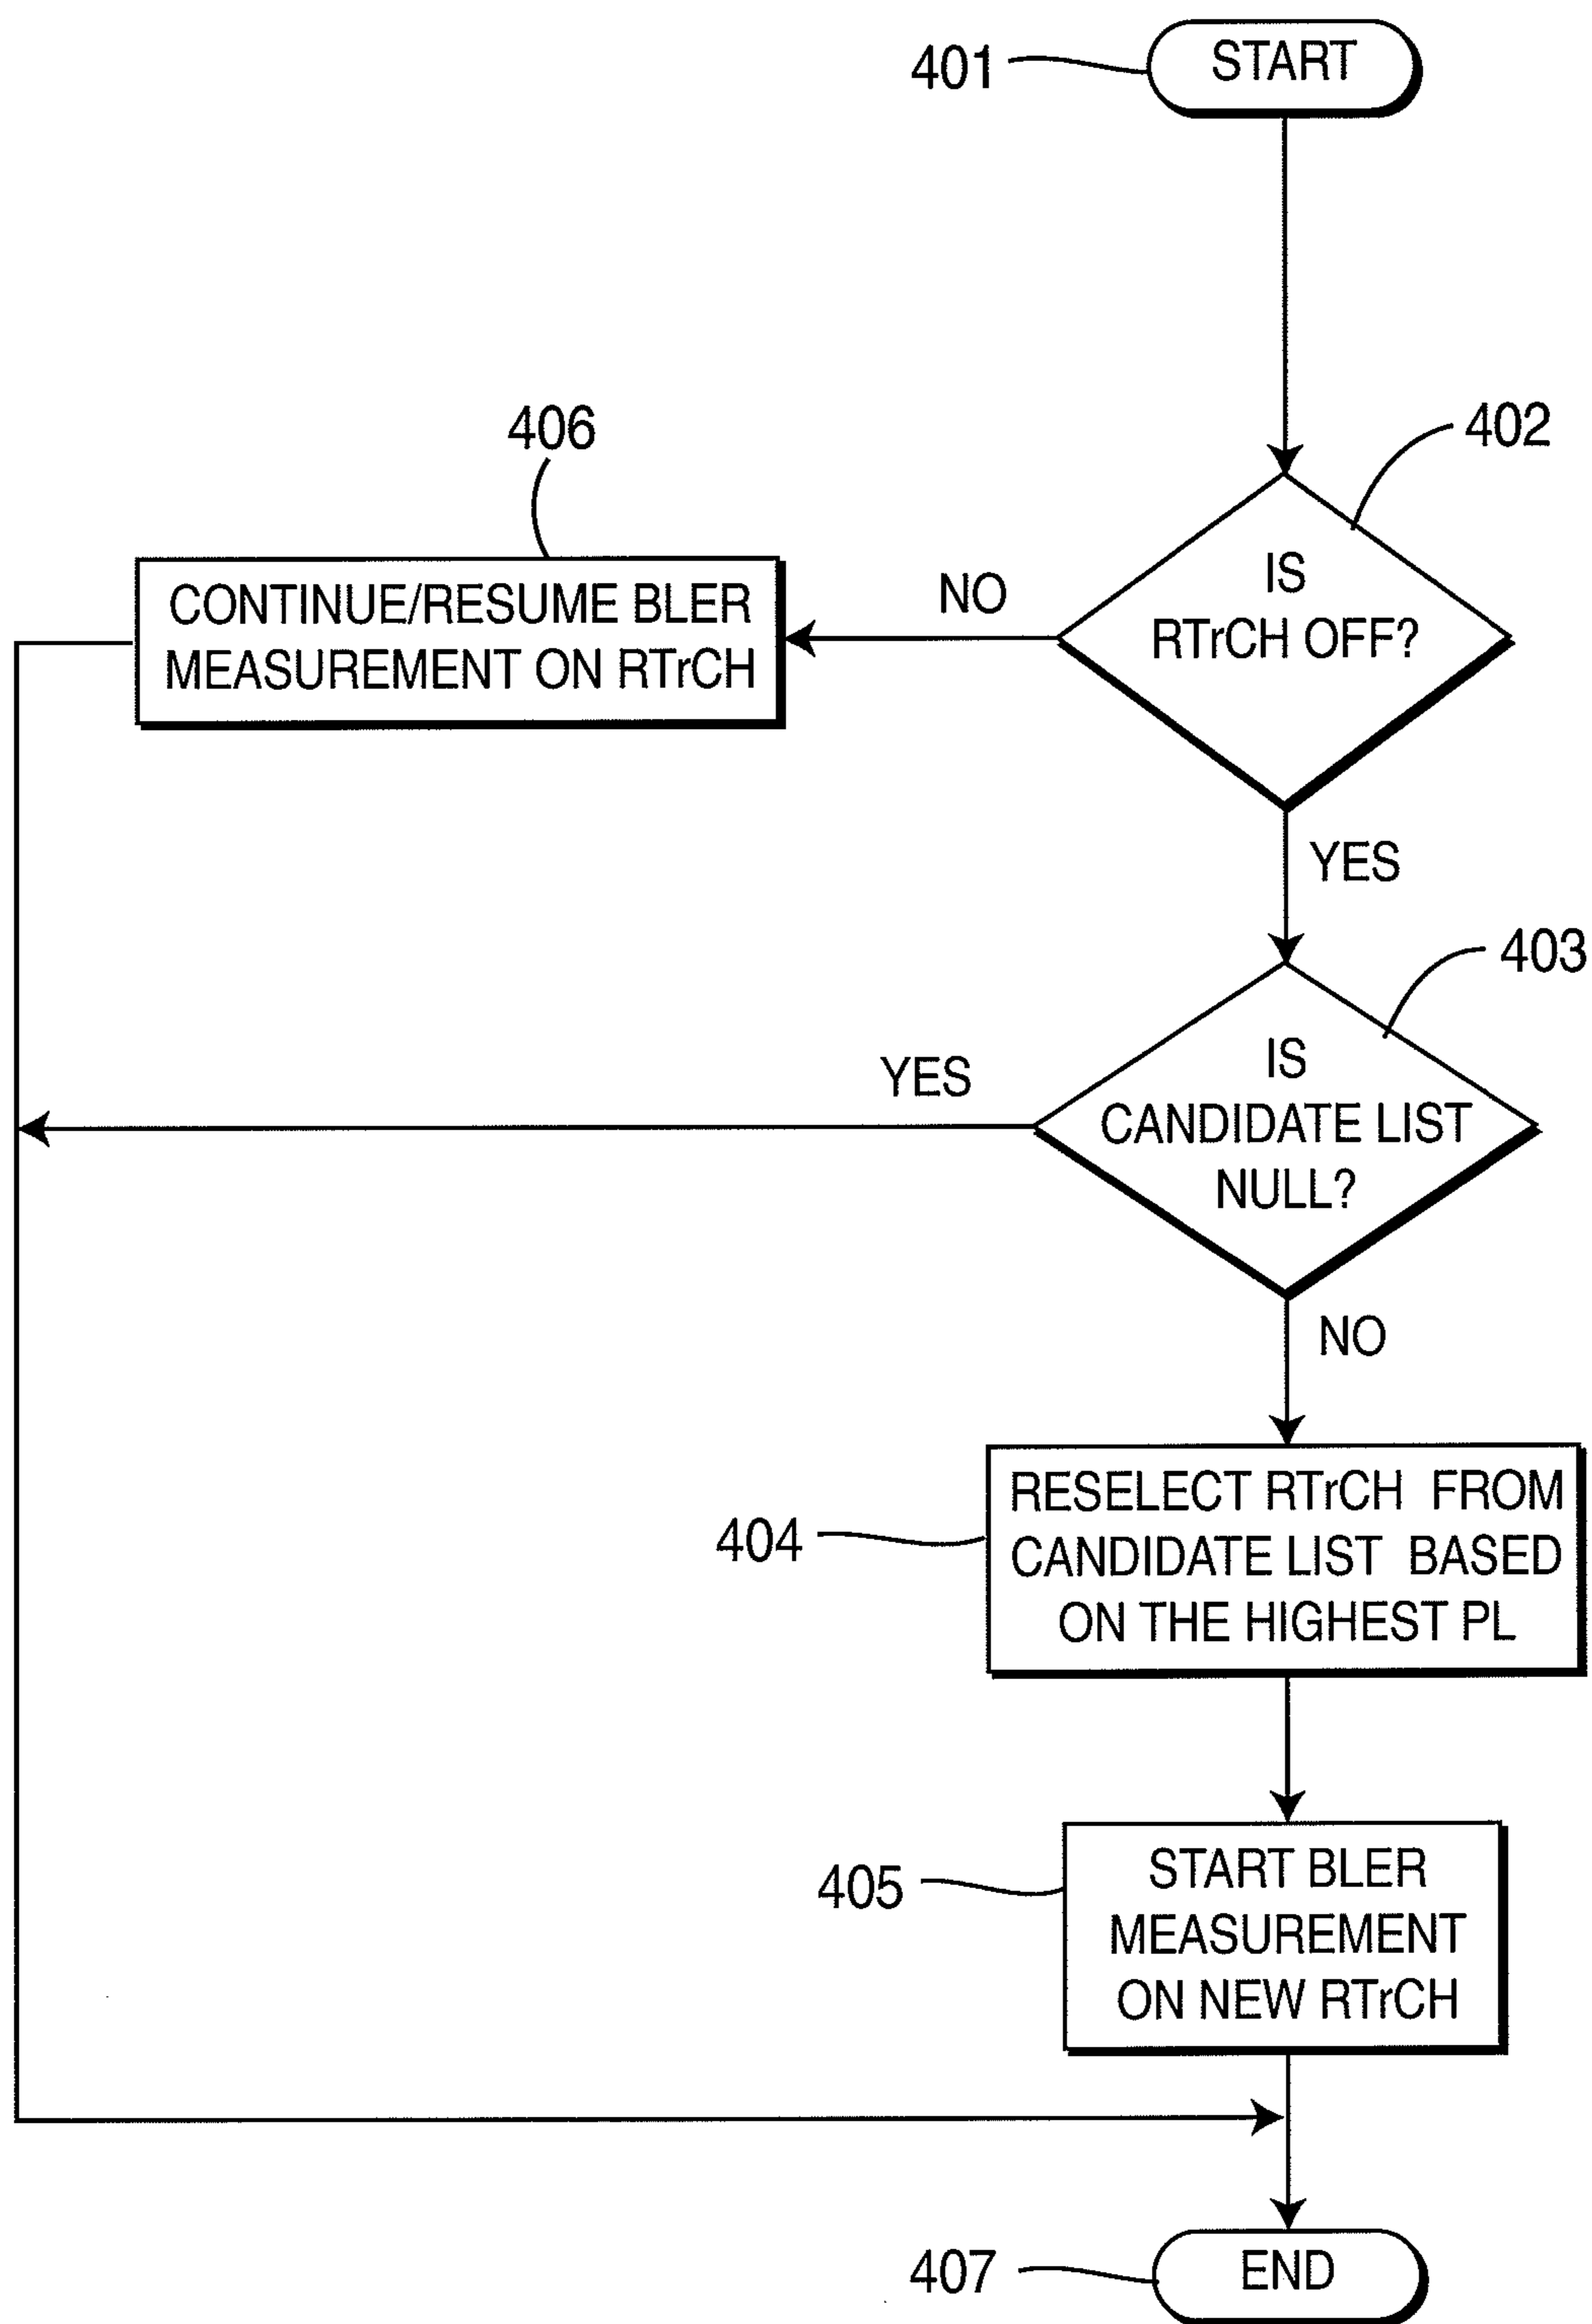 401
START
402
IS
RTrCH OFF?
NO
406
CONTINUE/RESUME BLER
MEASUREMENT ON RTrCH
YES
403
IS
CANDIDATE LIST
NULL?
YES
NO
404
RESELECT RTrCH FROM
CANDIDATE LIST BASED
ON THE HIGHEST PL
405
START BLER
MEASUREMENT
ON NEW RTrCH
407
END